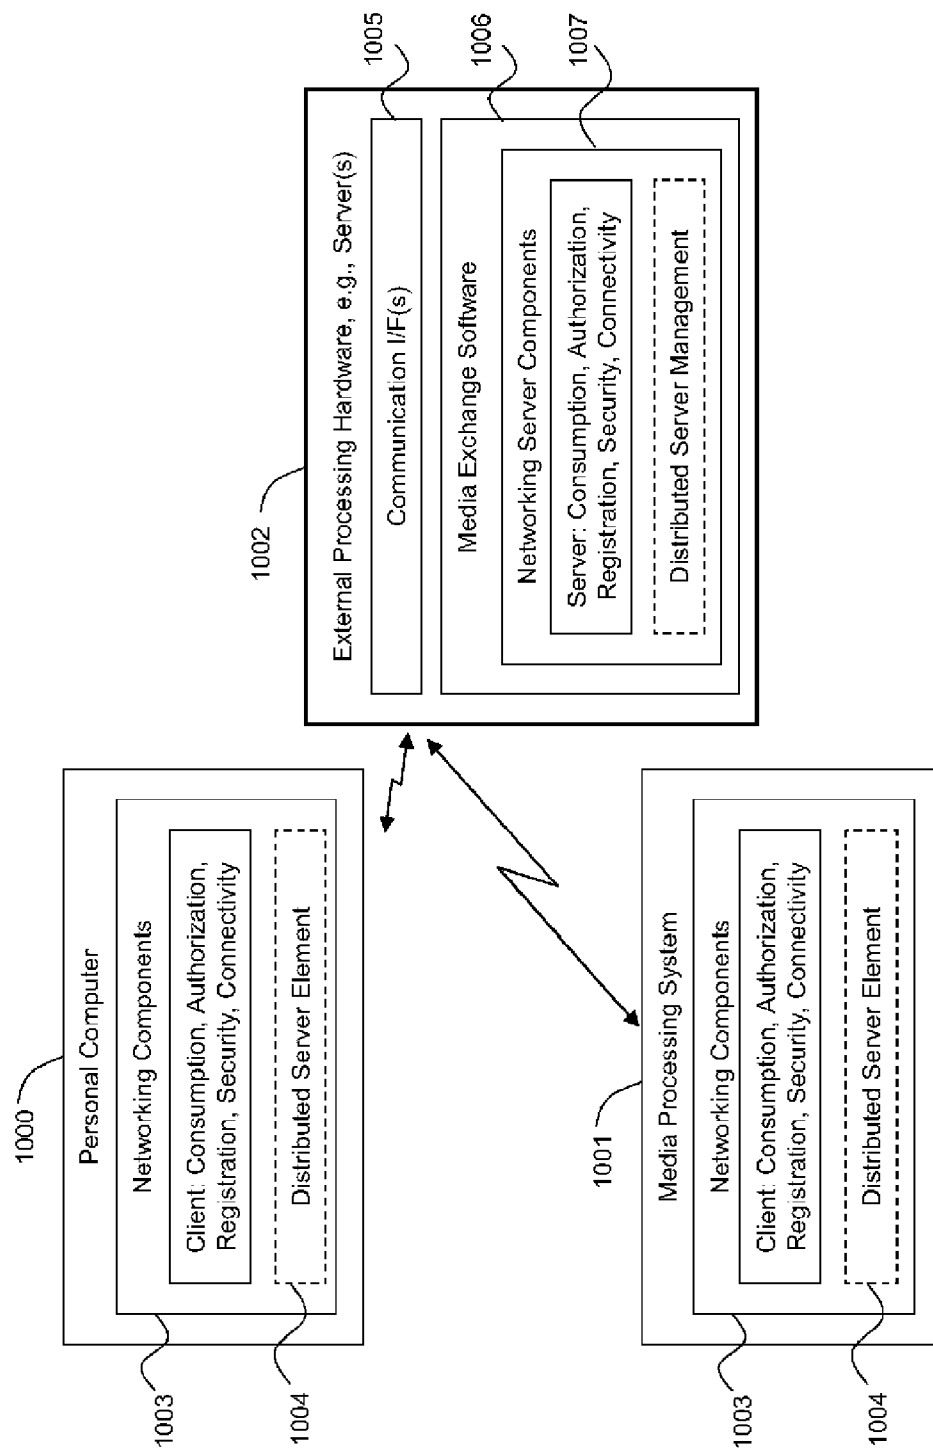 1000
Personal Computer
Networking Components
Client: Consumption, Authorization,
Registration, Security, Connectivity
Distributed Server Element
1003
1004
1001
Media Processing System
Networking Components
Client: Consumption, Authorization,
Registration, Security, Connectivity
Distributed Server Element
1003
1004
1002
External Processing Hardware, e.g., Server(s)
Communication I/F(s)
Media Exchange Software
Networking Server Components
Server: Consumption, Authorization,
Registration, Security, Connectivity
Distributed Server Management
1005
1006
1007